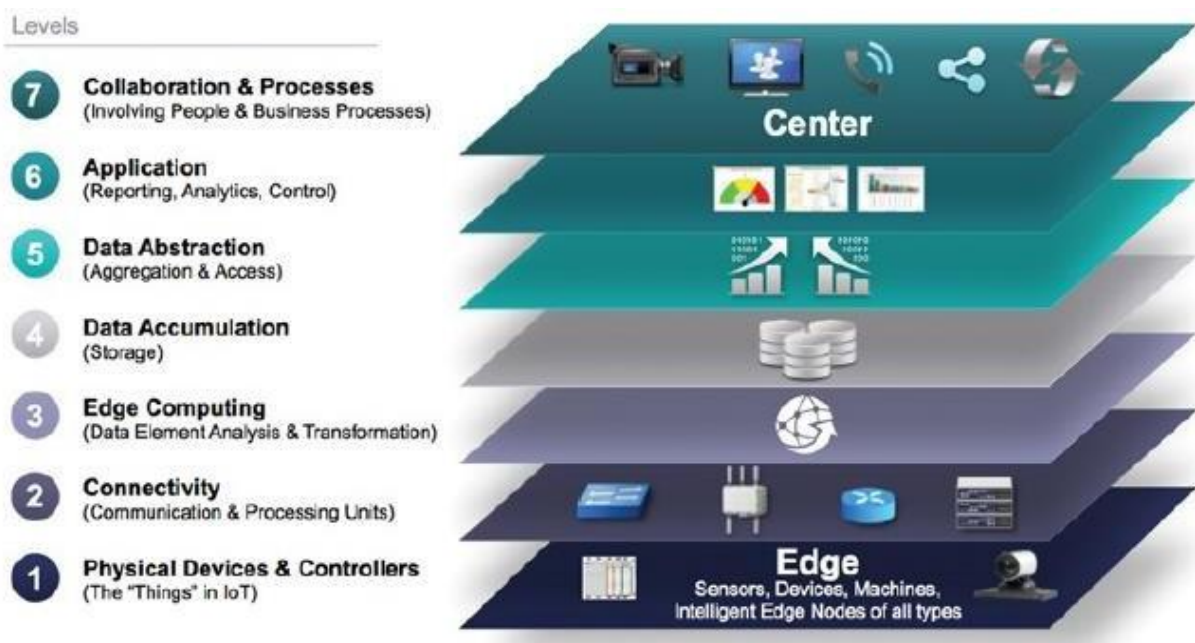 Levels
7
Collaboration & Processes
(Involving People & Business Processes)
6
Application
(Reporting, Analytics, Control)
5
Data Abstraction
(Aggregation & Access)
4
Data Accumulation
(Storage)
3
Edge Computing
(Data Element Analysis & Transformation)
2
Connectivity
(Communication & Processing Units)
1
Physical Devices & Controllers
(The "Things" in IoT)
Center
Edge
Sensors, Devices, Machines,
Intelligent Edge Nodes of all types